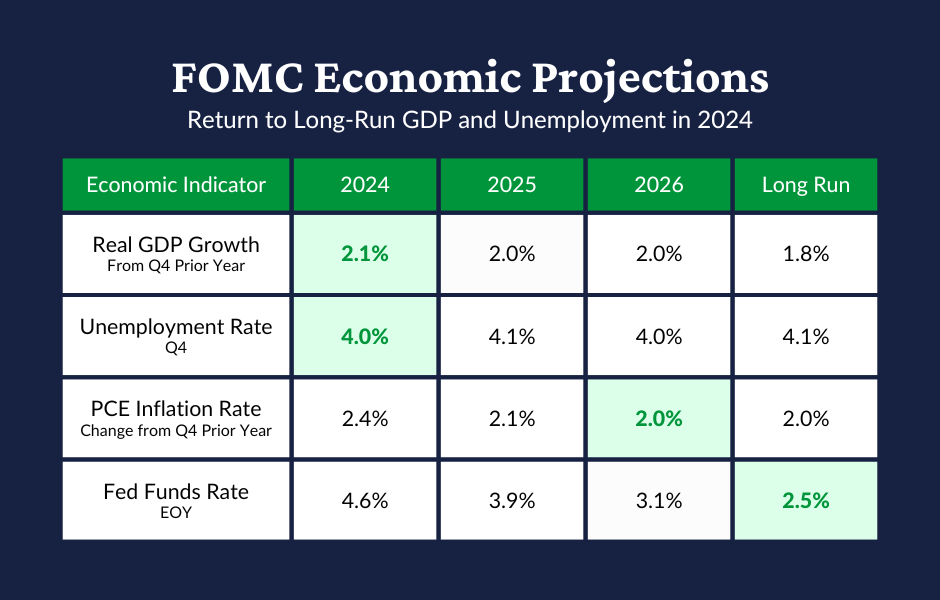 FOMC Economic Projections
Return to Long-Run GDP and Unemployment in 2024
Economic Indicator 2024 2025 2026 Long Run
Real GDP Growth
From Q4 Prior Year
2.1% 2.0% 2.0% 1.8%
Unemployment Rate
Q4
4.0% 4.1% 4.0% 4.1%
PCE Inflation Rate
Change from Q4 Prior Year
2.4% 2.1% 2.0% 2.0%
Fed Funds Rate
EOY
4.6% 3.9% 3.1% 2.5%